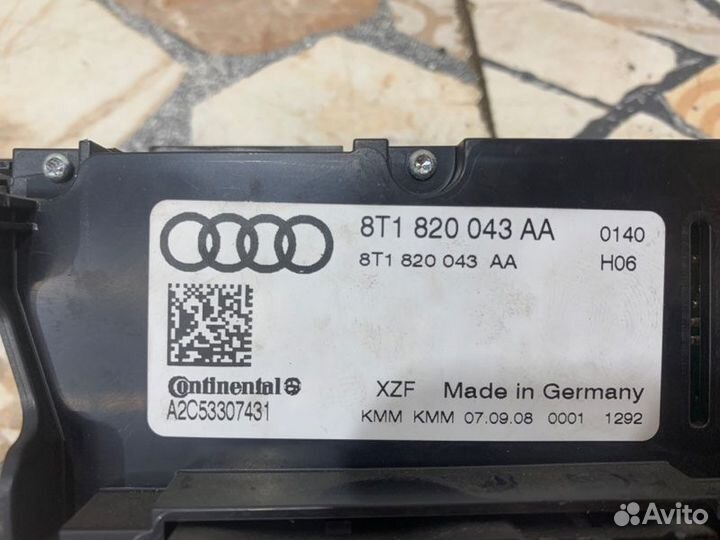 8T1 820 043 AA 0140
8T1 820 043 AA H06
Continental
A2C53307431
XZF Made in Germany
KMM KMM 07.09.08 0001 1292
Avito